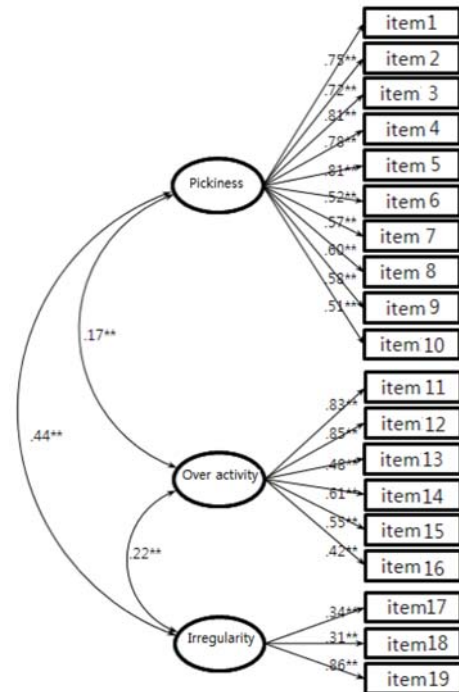 item1
item 2
.75**
item 3
.72**
.81**
item 4
.78**
item 5
.81**
Pickiness
item 6
.52**
item 7
.57**
item 8
.60**
item 9
.58**
.51**
item 10
.17**
item 11
.83**
item 12
.85**
.44**
item 13
.48**
Over activity
item 14
.61**
item 15
.55**
.42**
item 16
.22**
item17
.34**
Irregularity
item18
.31**
.86**
item19